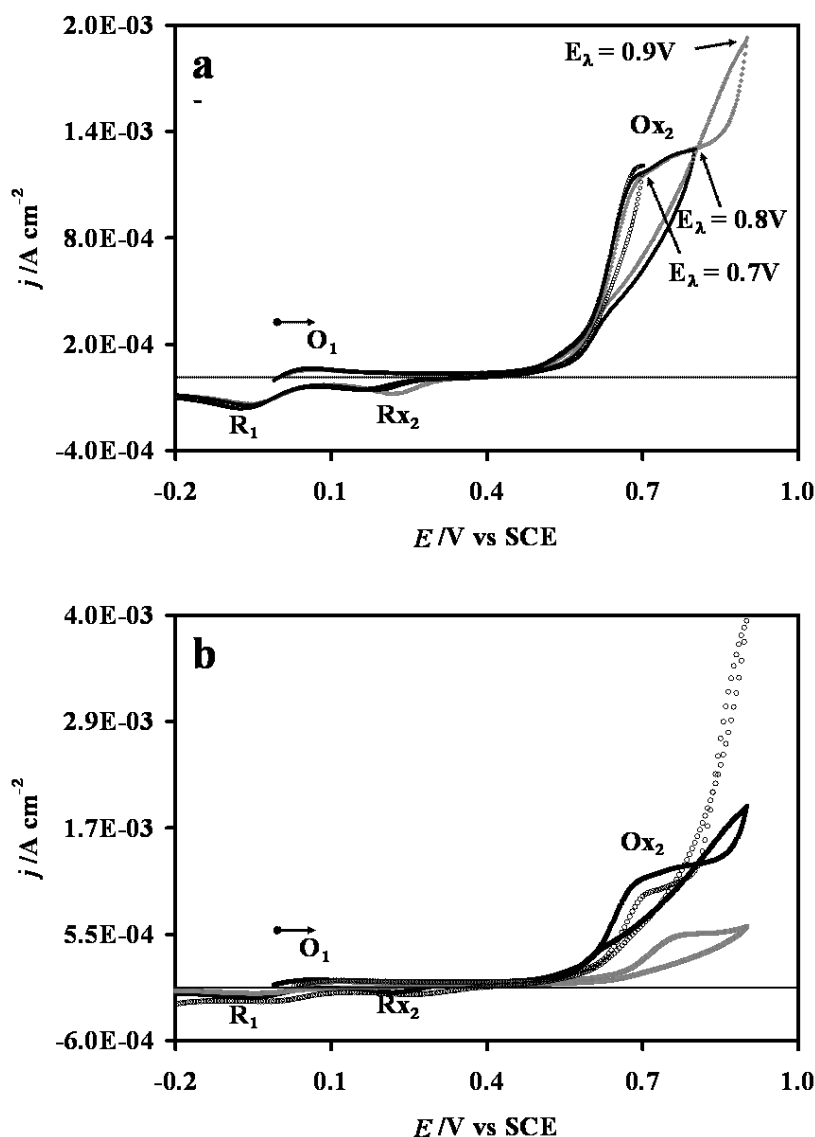 a
2.0E-03
1.4E-03
8.0E-04
2.0E-04
-4.0E-04
j /A cm⁻²
Eλ = 0.9V
Ox₂
Eλ = 0.8V
Eλ = 0.7V
O₁
R₁
Rx₂
-0.2 0.1 0.4 0.7 1.0
E /V vs SCE
b
4.0E-03
2.9E-03
1.7E-03
5.5E-04
-6.0E-04
j /A cm⁻²
Ox₂
O₁
R₁
Rx₂
-0.2 0.1 0.4 0.7 1.0
E /V vs SCE